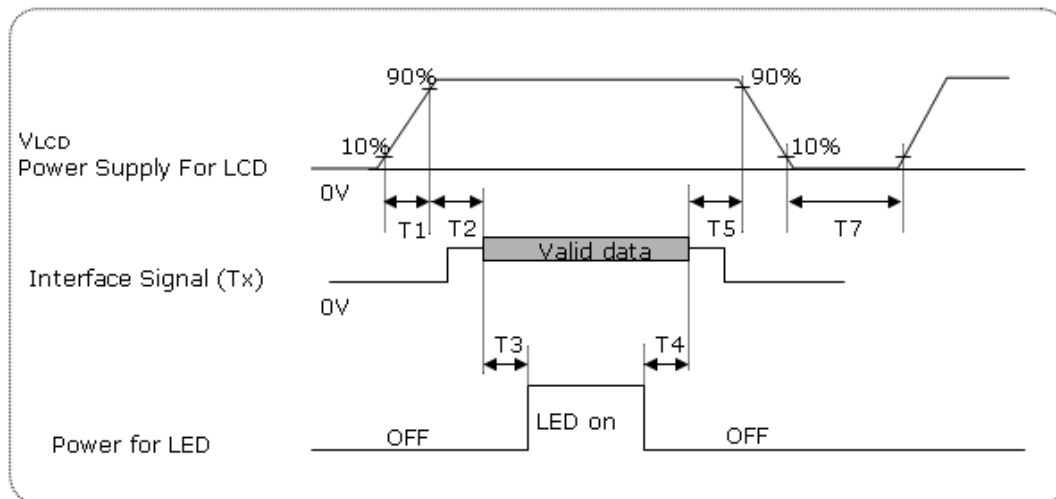 90% 90%
VLCD
10% 10%
Power Supply For LCD
0V
T1 T2 T5 T7
Valid data
Interface Signal (Tx)
0V
T3 T4
LED on
OFF OFF
Power for LED